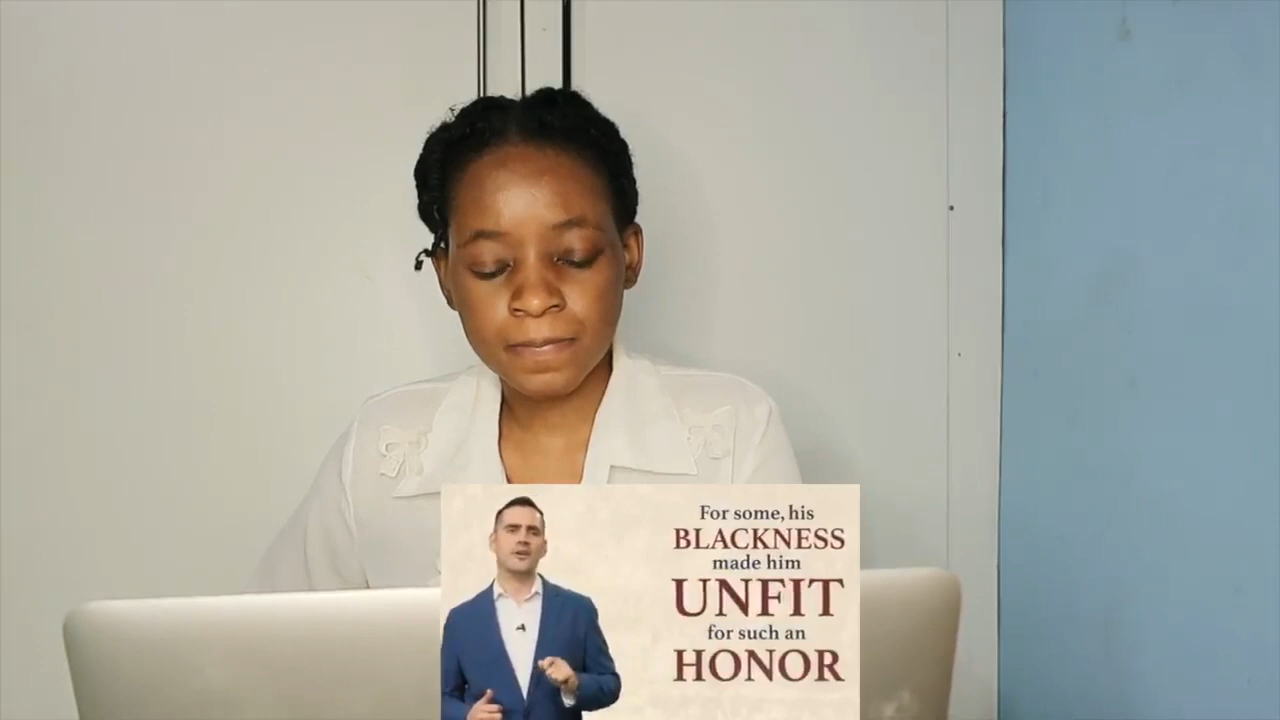 For some, his
BLACKNESS
made him
UNFIT
for such an
HONOR